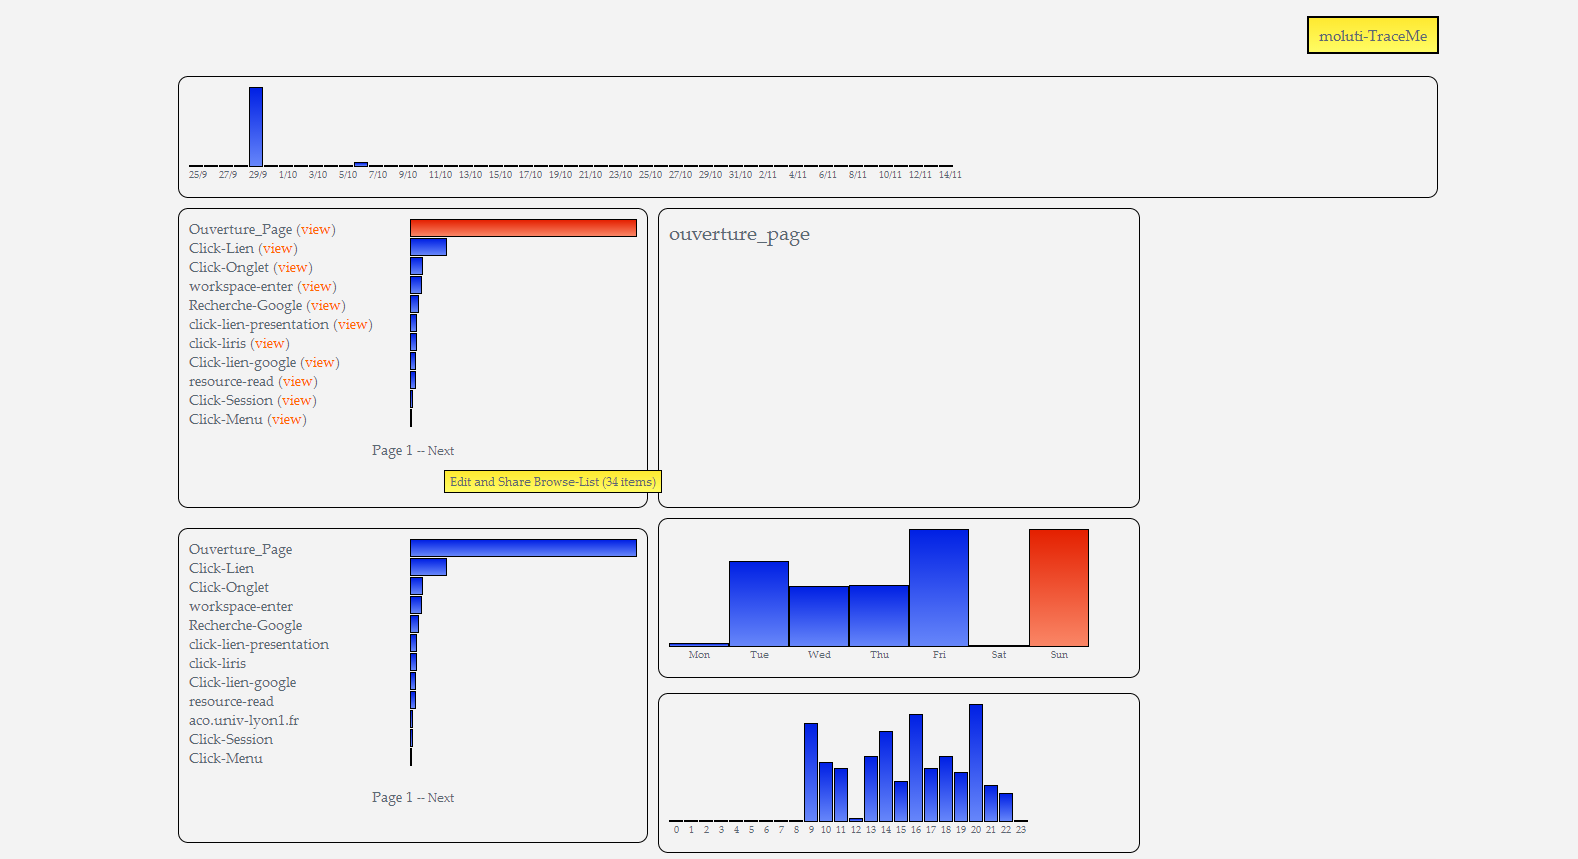 moluti-TraceMe
25/9 27/9 29/9 1/10 3/10 5/10 7/10 9/10 11/10 13/10 15/10 17/10 19/10 21/10 23/10 25/10 27/10 29/10 31/10 2/11 4/11 6/11 8/11 10/11 12/11 14/11
Ouverture_Page (view)
Click-Lien (view)
Click-Onglet (view)
workspace-enter (view)
Recherche-Google (view)
click-lien-presentation (view)
click-liris (view)
Click-lien-google (view)
resource-read (view)
Click-Session (view)
Click-Menu (view)
Page 1 -- Next
Edit and Share Browse-List (34 items)
ouverture_page
Ouverture_Page
Click-Lien
Click-Onglet
workspace-enter
Recherche-Google
click-lien-presentation
click-liris
Click-lien-google
resource-read
aco.univ-lyon1.fr
Click-Session
Click-Menu
Page 1 -- Next
Mon Tue Wed Thu Fri Sat Sun
0 1 2 3 4 5 6 7 8 9 10 11 12 13 14 15 16 17 18 19 20 21 22 23